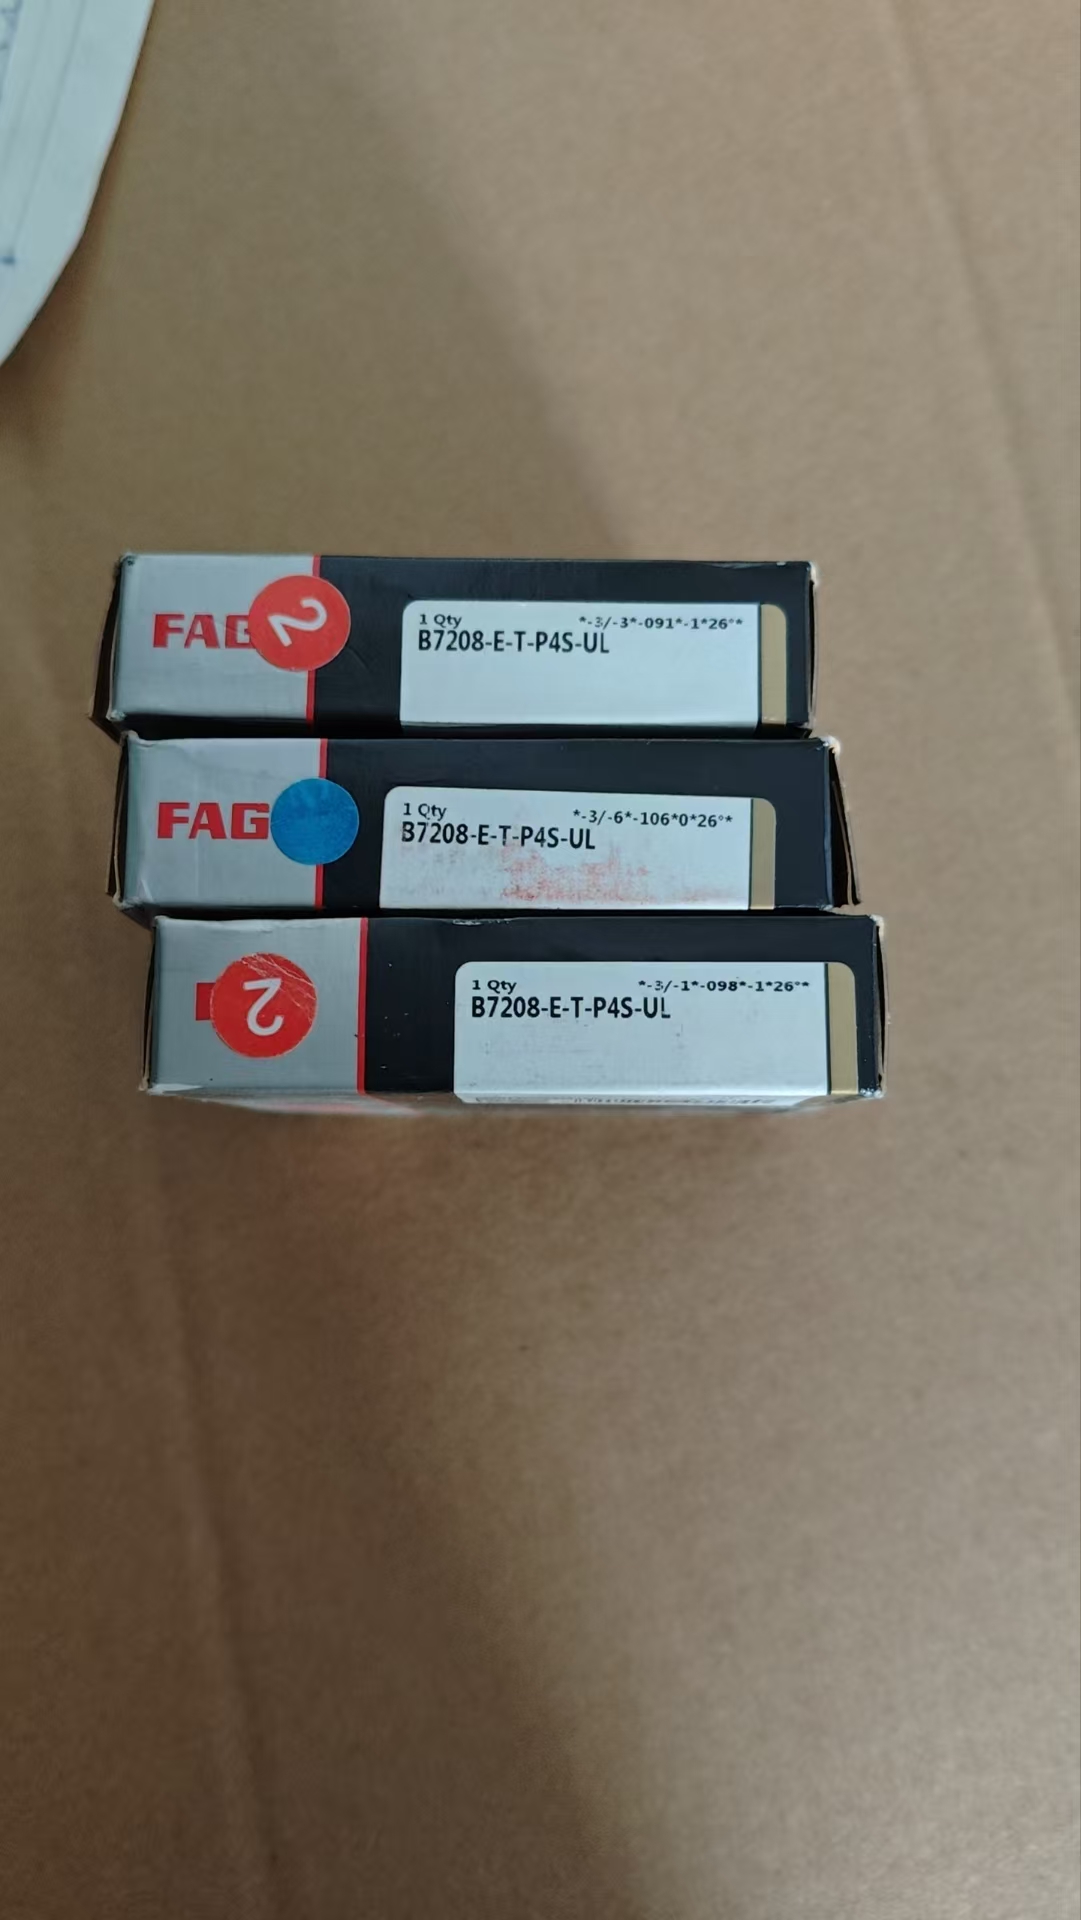 FAG
2
1 Qty *-3/-3*-091*-1*26°*
B7208-E-T-P4S-UL
FAG
1 Qty *-3/-6*-106*0*26°*
B7208-E-T-P4S-UL
2
1 Qty *-3/-1*-098*-1*26°*
B7208-E-T-P4S-UL